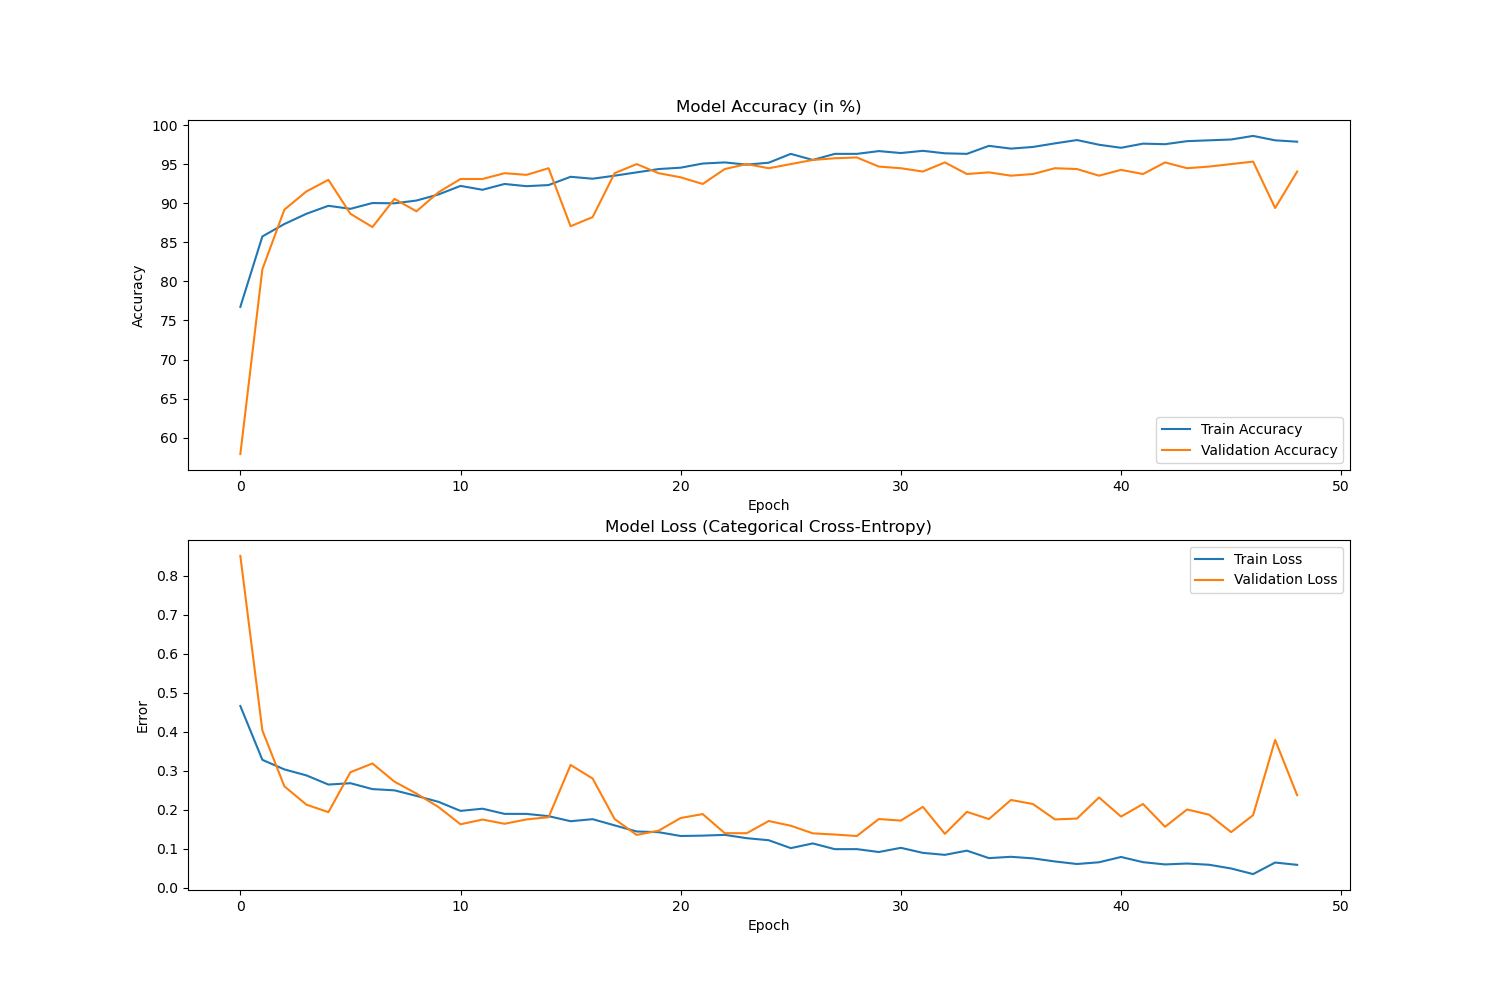 Model Accuracy (in %)
100
95
90
85
80
75
70
65
60
Accuracy
Train Accuracy
Validation Accuracy
0 10 20 30 40 50
Epoch
Model Loss (Categorical Cross-Entropy)
Train Loss
Validation Loss
0.8
0.7
0.6
0.5
0.4
0.3
0.2
0.1
0.0
Error
0 10 20 30 40 50
Epoch